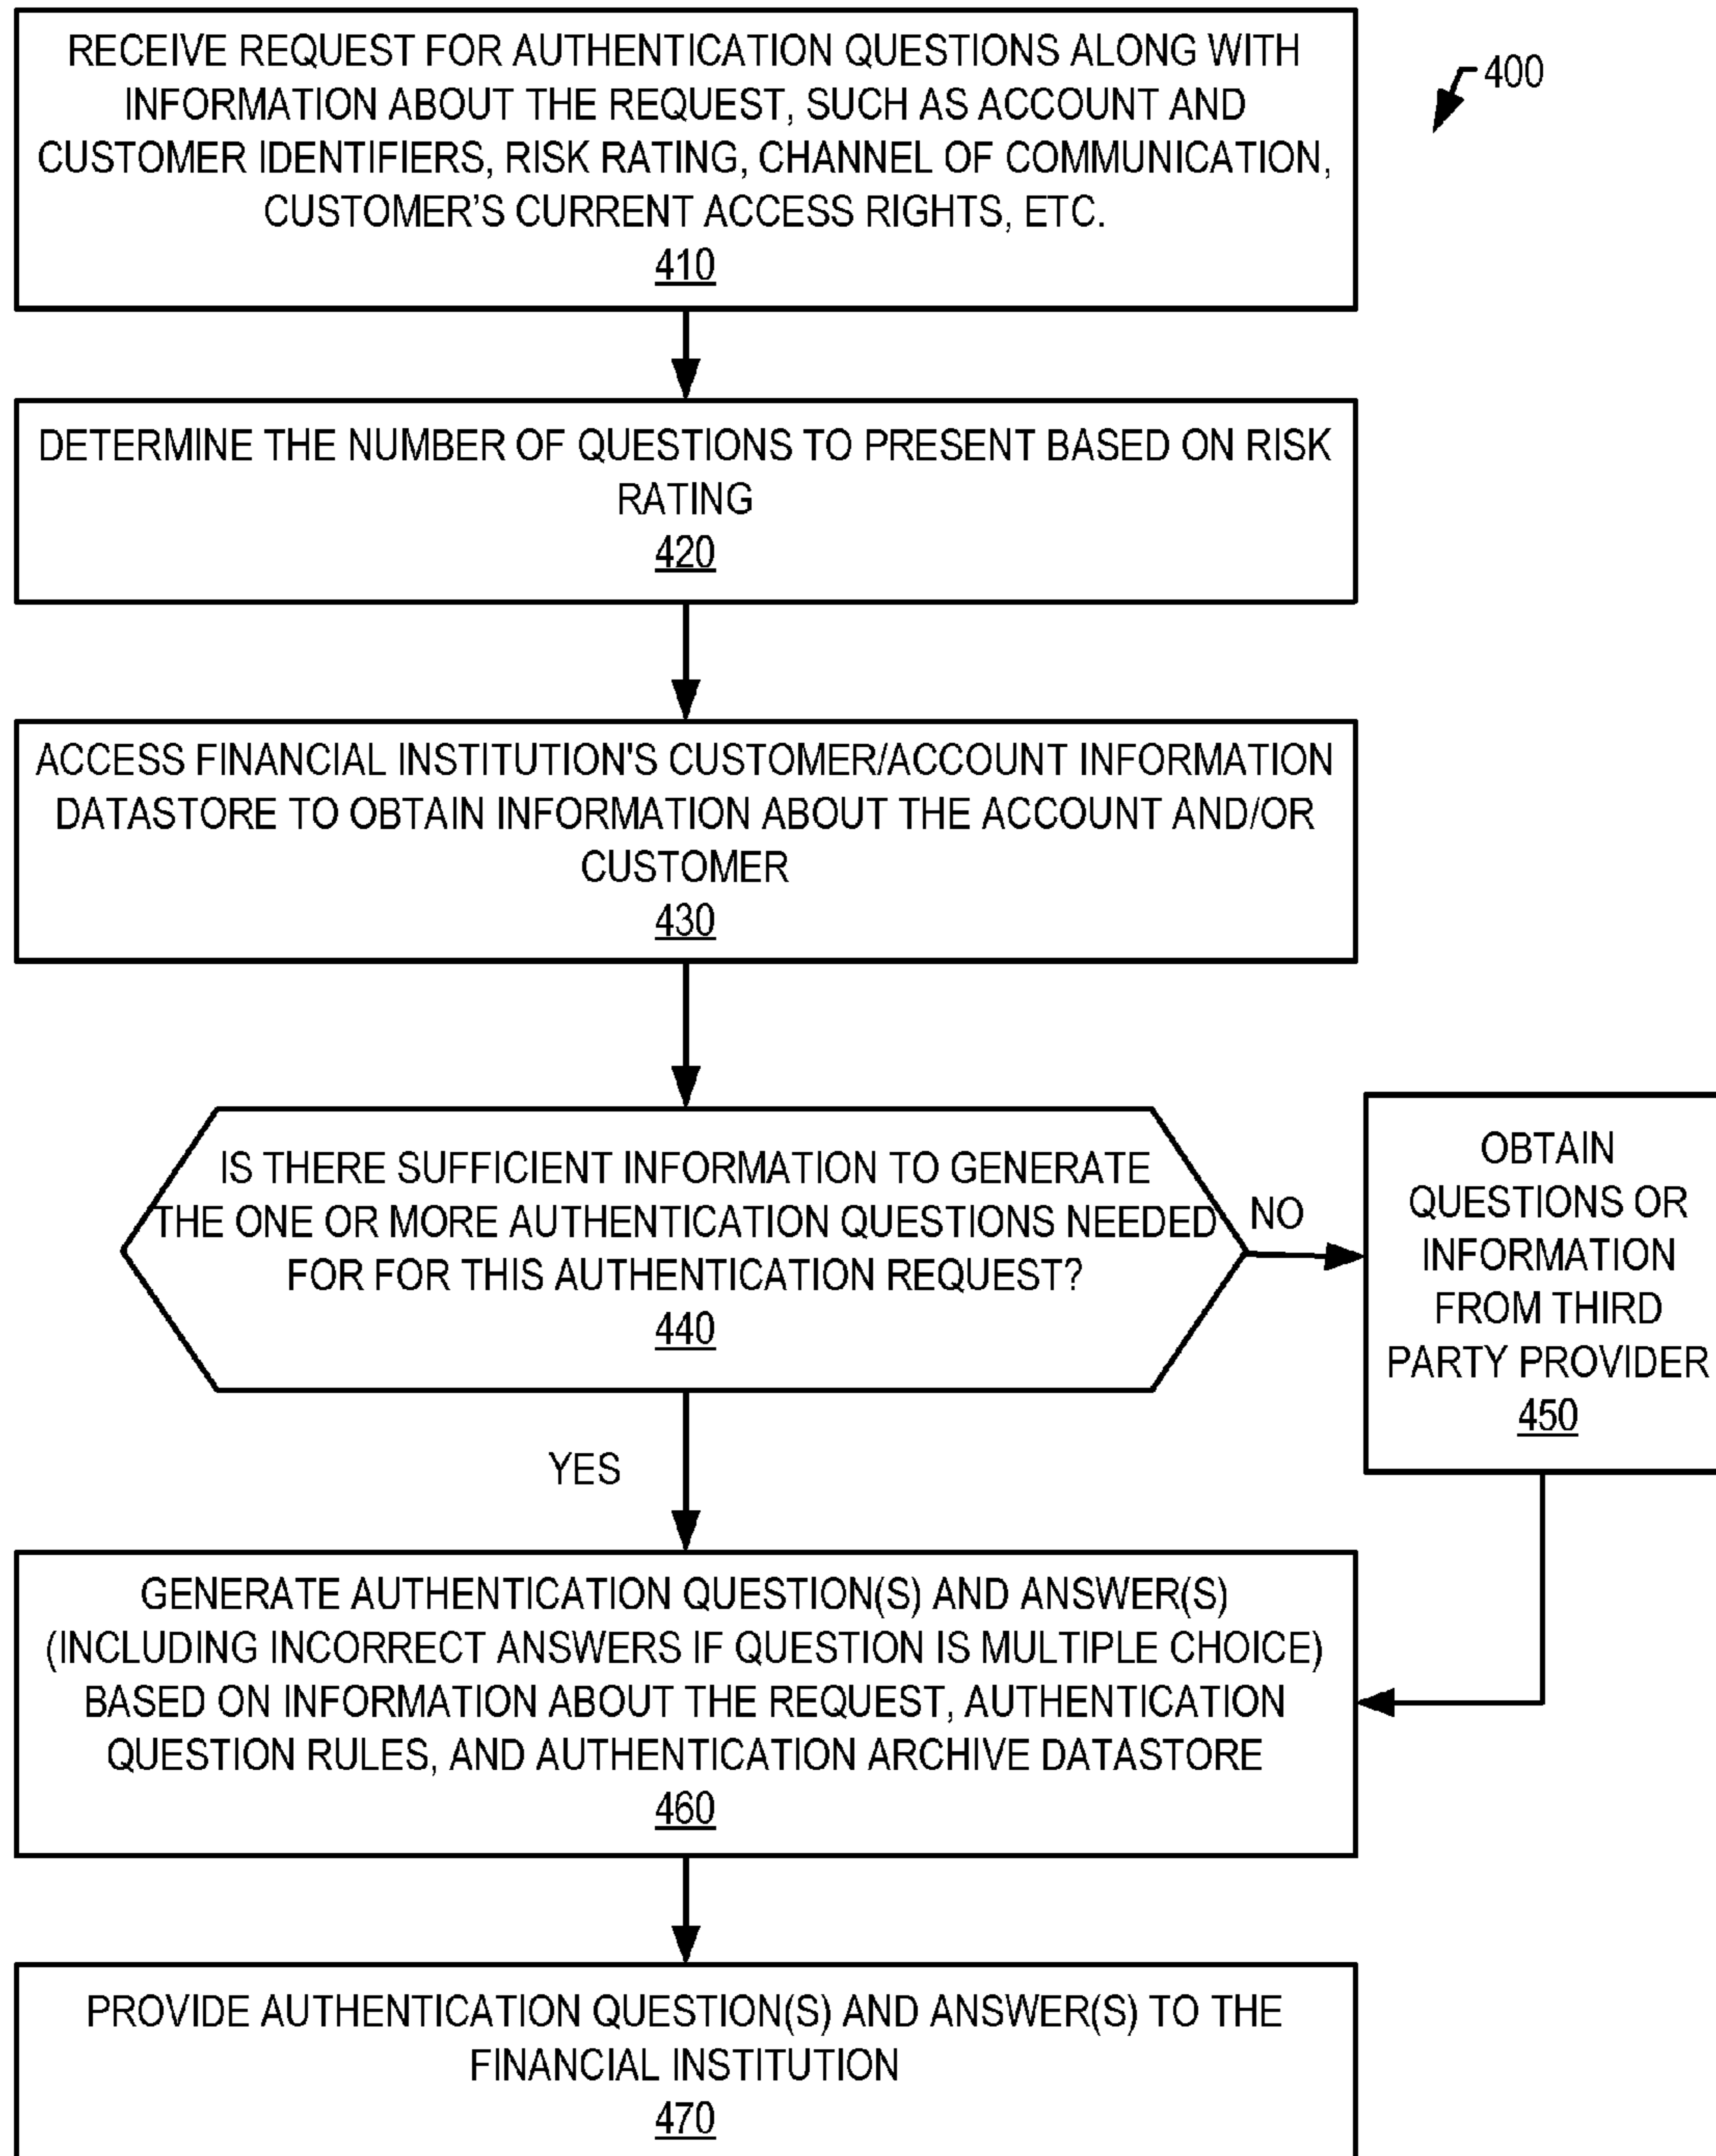 RECEIVE REQUEST FOR AUTHENTICATION QUESTIONS ALONG WITH
INFORMATION ABOUT THE REQUEST, SUCH AS ACCOUNT AND
CUSTOMER IDENTIFIERS, RISK RATING, CHANNEL OF COMMUNICATION,
CUSTOMER'S CURRENT ACCESS RIGHTS, ETC.
410
400
DETERMINE THE NUMBER OF QUESTIONS TO PRESENT BASED ON RISK
RATING
420
ACCESS FINANCIAL INSTITUTION'S CUSTOMER/ACCOUNT INFORMATION
DATASTORE TO OBTAIN INFORMATION ABOUT THE ACCOUNT AND/OR
CUSTOMER
430
IS THERE SUFFICIENT INFORMATION TO GENERATE
THE ONE OR MORE AUTHENTICATION QUESTIONS NEEDED
FOR FOR THIS AUTHENTICATION REQUEST?
440
NO
OBTAIN
QUESTIONS OR
INFORMATION
FROM THIRD
PARTY PROVIDER
450
YES
GENERATE AUTHENTICATION QUESTION(S) AND ANSWER(S)
(INCLUDING INCORRECT ANSWERS IF QUESTION IS MULTIPLE CHOICE)
BASED ON INFORMATION ABOUT THE REQUEST, AUTHENTICATION
QUESTION RULES, AND AUTHENTICATION ARCHIVE DATASTORE
460
PROVIDE AUTHENTICATION QUESTION(S) AND ANSWER(S) TO THE
FINANCIAL INSTITUTION
470